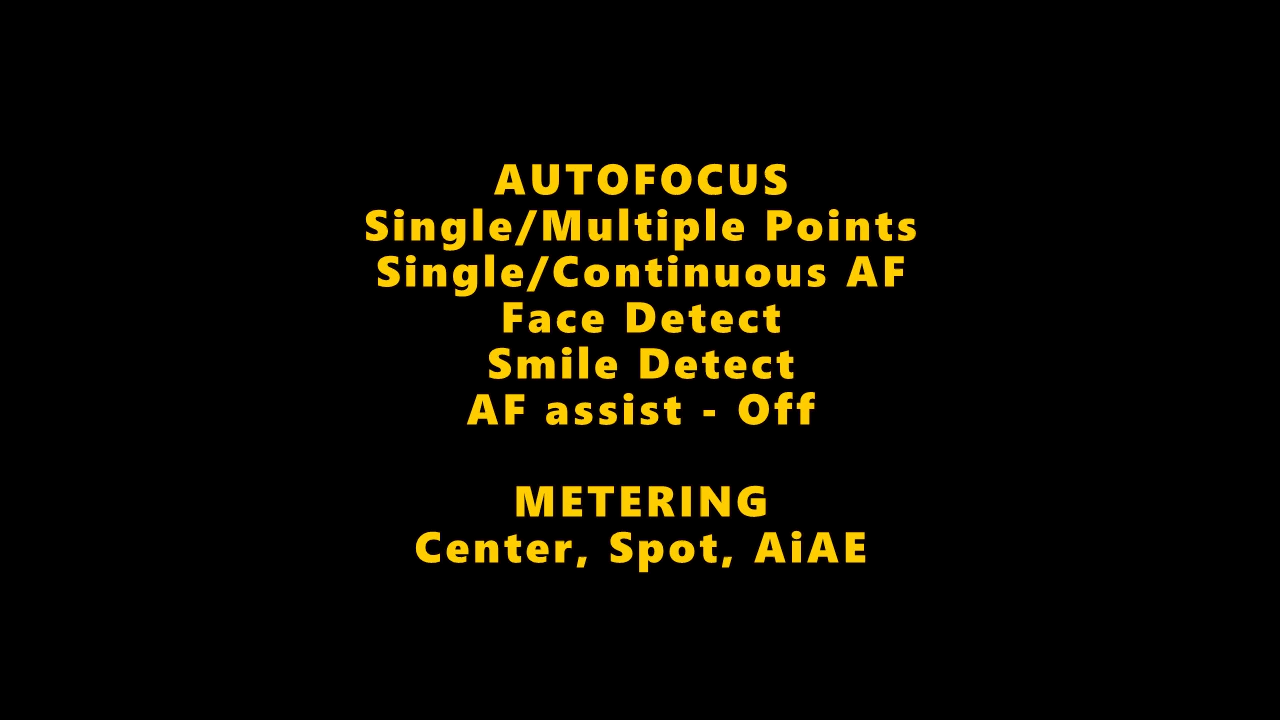 AUTOFOCUS
Single/Multiple Points
Single/Continuous AF
Face Detect
Smile Detect
AF assist - Off
METERING
Center, Spot, AiAE